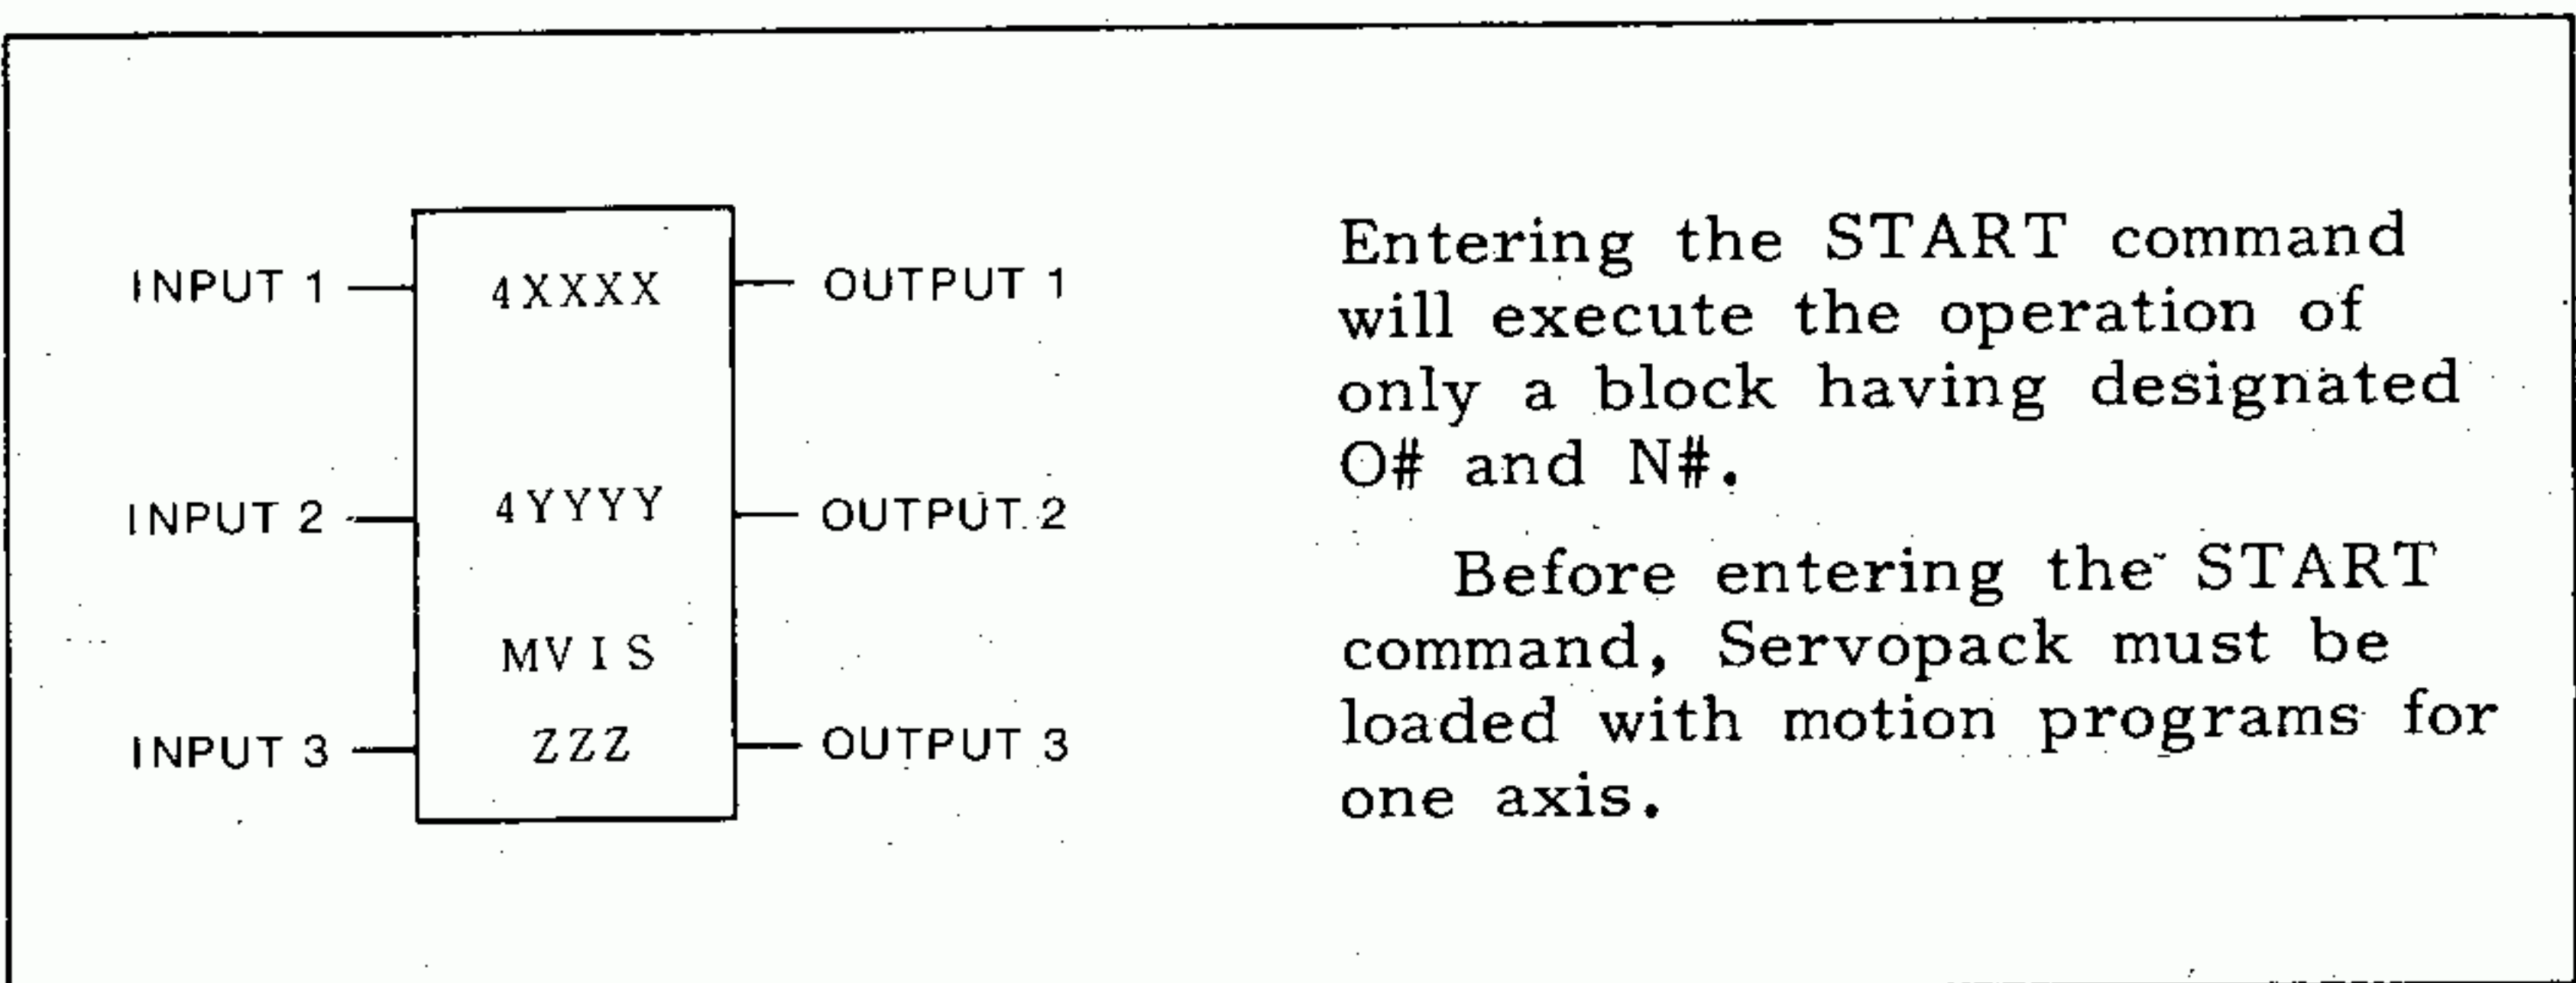 INPUT 1 4XXXX OUTPUT 1
INPUT 2 4YYYY OUTPUT 2
MVIS
INPUT 3 ZZZ OUTPUT 3
Entering the START command
will execute the operation of
only a block having designated
O# and N#.
Before entering the START
command, Servopack must be
loaded with motion programs for
one axis.